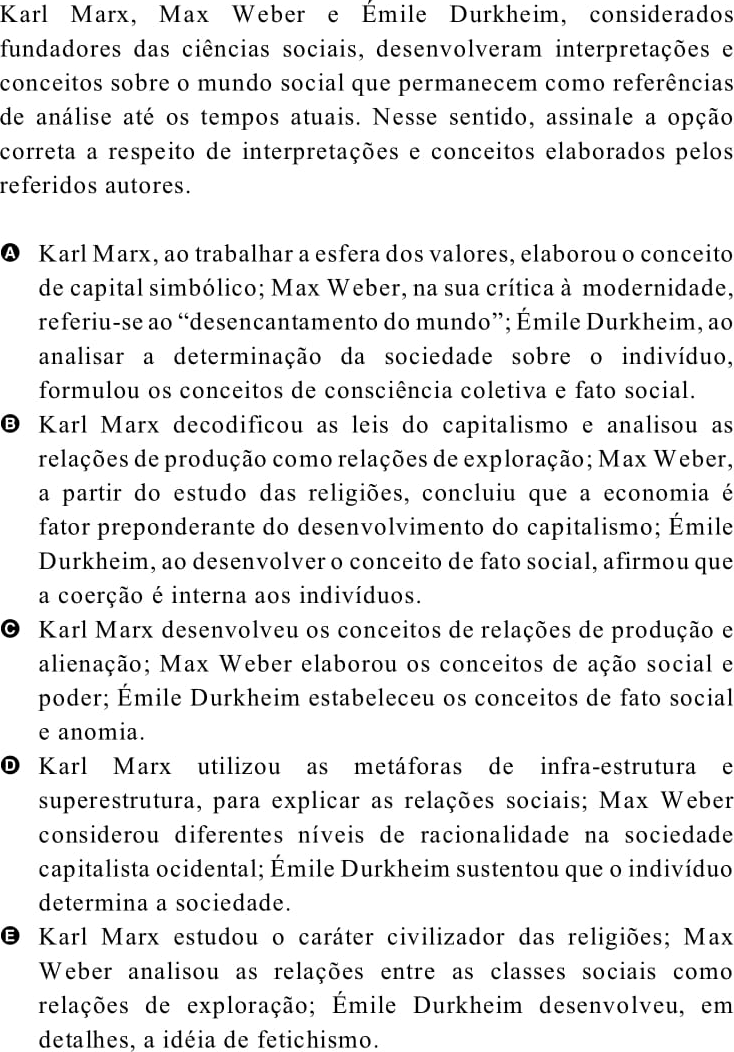 Karl Marx, Max Weber e Émile Durkheim, considerados
fundadores das ciências sociais, desenvolveram interpretações e
conceitos sobre o mundo social que permanecem como referências
de análise até os tempos atuais. Nesse sentido, assinale a opção
correta a respeito de interpretações e conceitos elaborados pelos
referidos autores.
A Karl Marx, ao trabalhar a esfera dos valores, elaborou o conceito
de capital simbólico; Max Weber, na sua crítica à modernidade,
referiu-se ao “desencantamento do mundo”; Émile Durkheim, ao
analisar a determinação da sociedade sobre o indivíduo,
formulou os conceitos de consciência coletiva e fato social.
B Karl Marx decodificou as leis do capitalismo e analisou as
relações de produção como relações de exploração; Max Weber,
a partir do estudo das religiões, concluiu que a economia é
fator preponderante do desenvolvimento do capitalismo; Émile
Durkheim, ao desenvolver o conceito de fato social, afirmou que
a coerção é interna aos indivíduos.
C Karl Marx desenvolveu os conceitos de relações de produção e
alienação; Max Weber elaborou os conceitos de ação social e
poder; Émile Durkheim estabeleceu os conceitos de fato social
e anomia.
D Karl Marx utilizou as metáforas de infra-estrutura e
superestrutura, para explicar as relações sociais; Max Weber
considerou diferentes níveis de racionalidade na sociedade
capitalista ocidental; Émile Durkheim sustentou que o indivíduo
determina a sociedade.
E Karl Marx estudou o caráter civilizador das religiões; Max
Weber analisou as relações entre as classes sociais como
relações de exploração; Émile Durkheim desenvolveu, em
detalhes, a idéia de fetichismo.